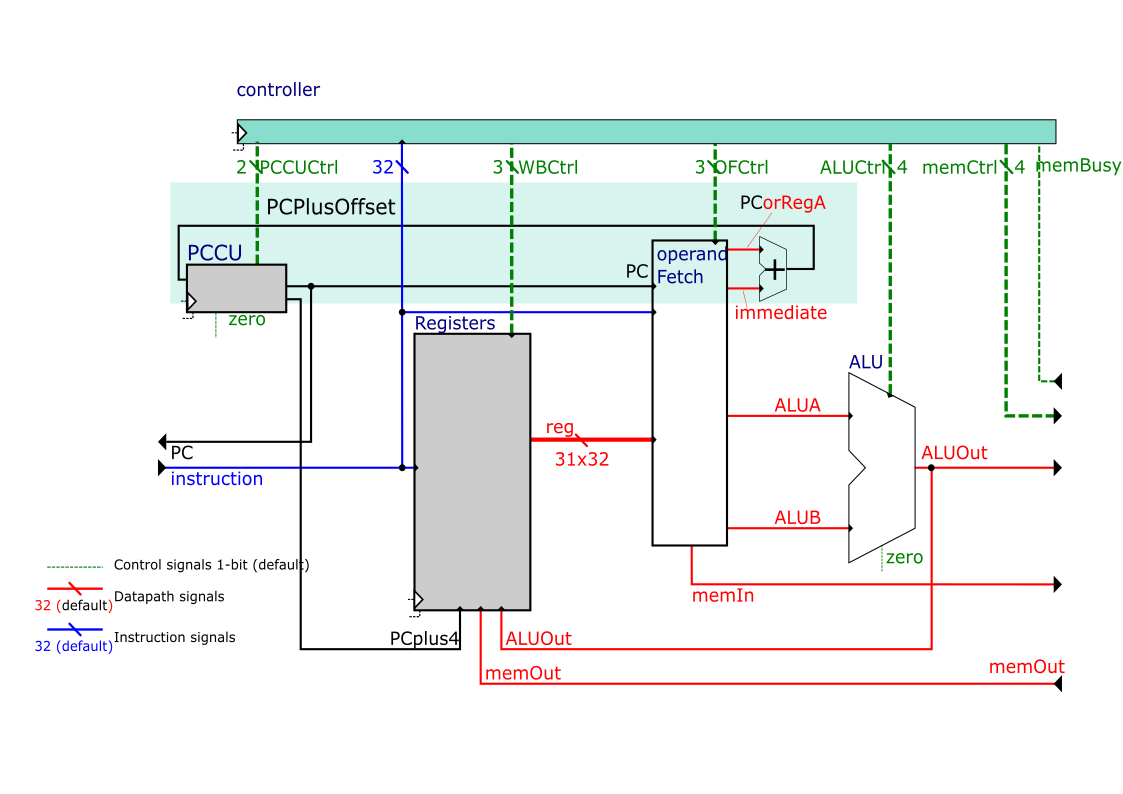 controller
2 PCCUCtrl
32
3 WBCtrl
3 OFCtrl
ALUCtrl 4
memCtrl 4
memBusy
PCPlusOffset
PCorRegA
PCCU
operand
Fetch
PC
zero
immediate
Registers
ALU
reg
31x32
ALUA
PC
instruction
ALUOut
ALUB
zero
Control signals 1-bit (default)
Datapath signals
32 (default)
memIn
Instruction signals
32 (default)
PCplus4
ALUOut
memOut
memOut